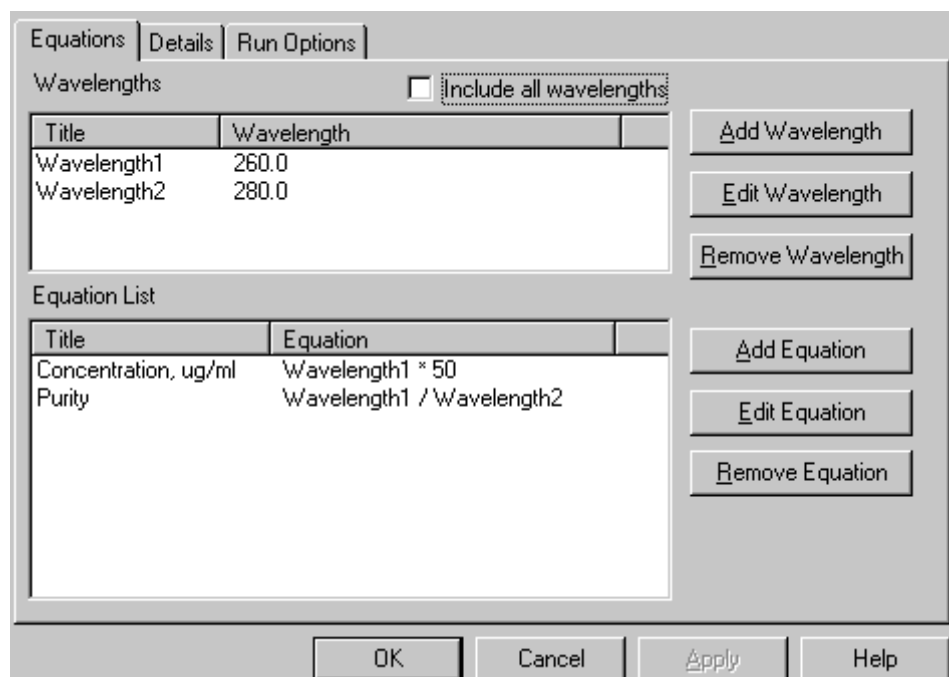 Equations Details Run Options
Wavelengths Include all wavelengths
Title Wavelength
Wavelength1 260.0
Wavelength2 280.0
Add Wavelength
Edit Wavelength
Remove Wavelength
Equation List
Title Equation
Concentration, ug/ml Wavelength1 * 50
Purity Wavelength1 / Wavelength2
Add Equation
Edit Equation
Remove Equation
OK Cancel Apply Help